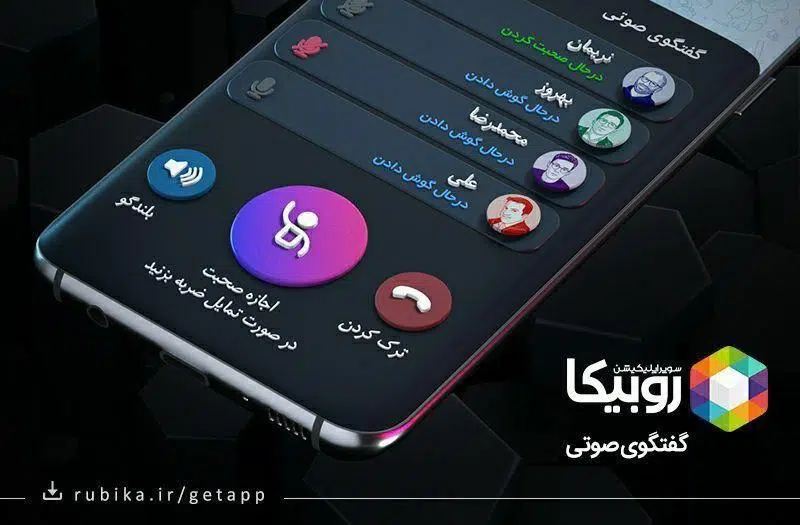 گفتگوی صوتی
نریمان
درحال صحبت کردن
بهروز
درحال گوش دادن
محمدرضا
درحال گوش دادن
علی
درحال گوش دادن
بلندگو
اجازه صحبت
در صورت تمایل ضربه بزنید
ترک کردن
سوپراپلیکیشن
روبیکا
گفتگوی صوتی
rubika.ir/getapp